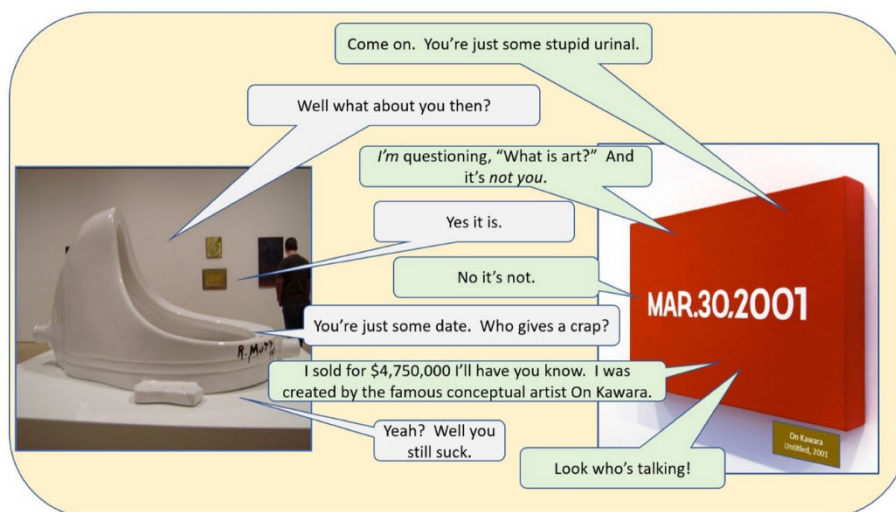 Come on.  You're just some stupid urinal.
Well what about you then?
I'm questioning, "What is art?"  And
it's not you.
Yes it is.
No it's not.
You're just some date.  Who gives a crap?
I sold for $4,750,000 I'll have you know.  I was
created by the famous conceptual artist On Kawara.
Yeah?  Well you
still suck.
Look who's talking!
MAR.30,2001
On Kawara
Untitled, 2001